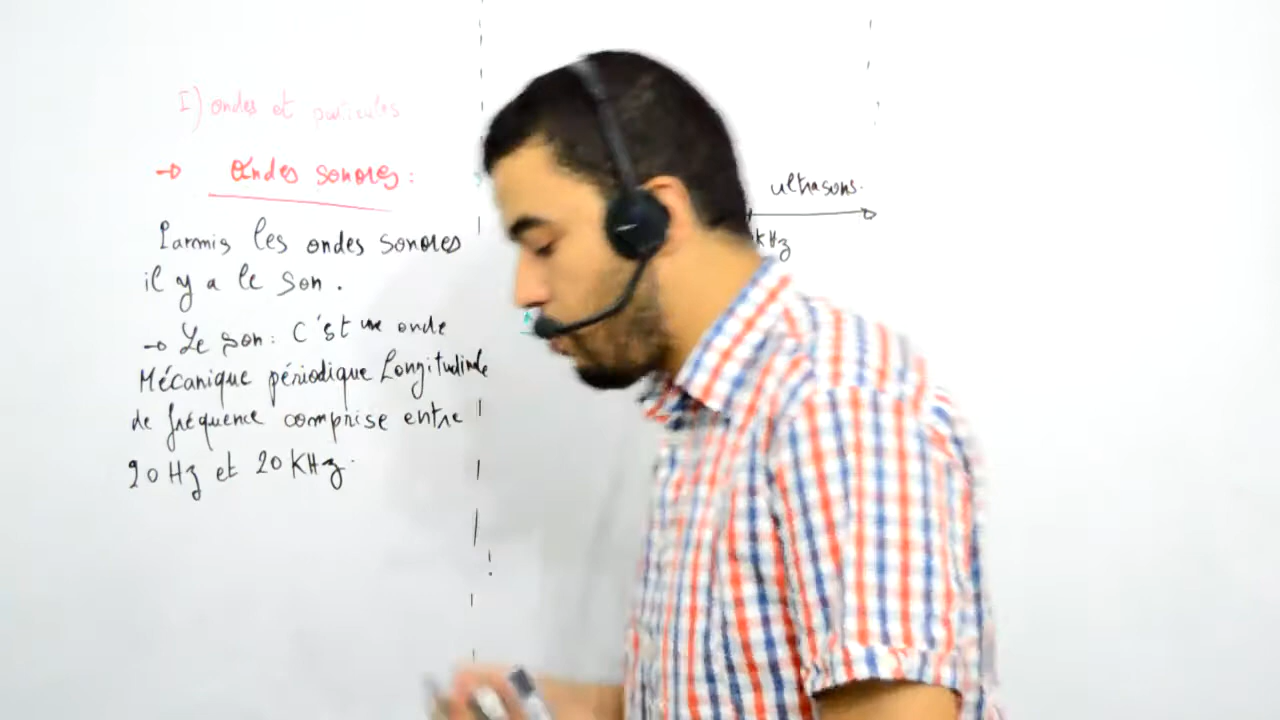 I) ondes et particules
→ Ondes sonores :
Parmis les ondes sonores
il y a le son .
→ Le son : C'est une onde
Mécanique périodique Longitudinale
de fréquence comprise entre
20 Hz et 20 KHz.
ultrasons.
KHz